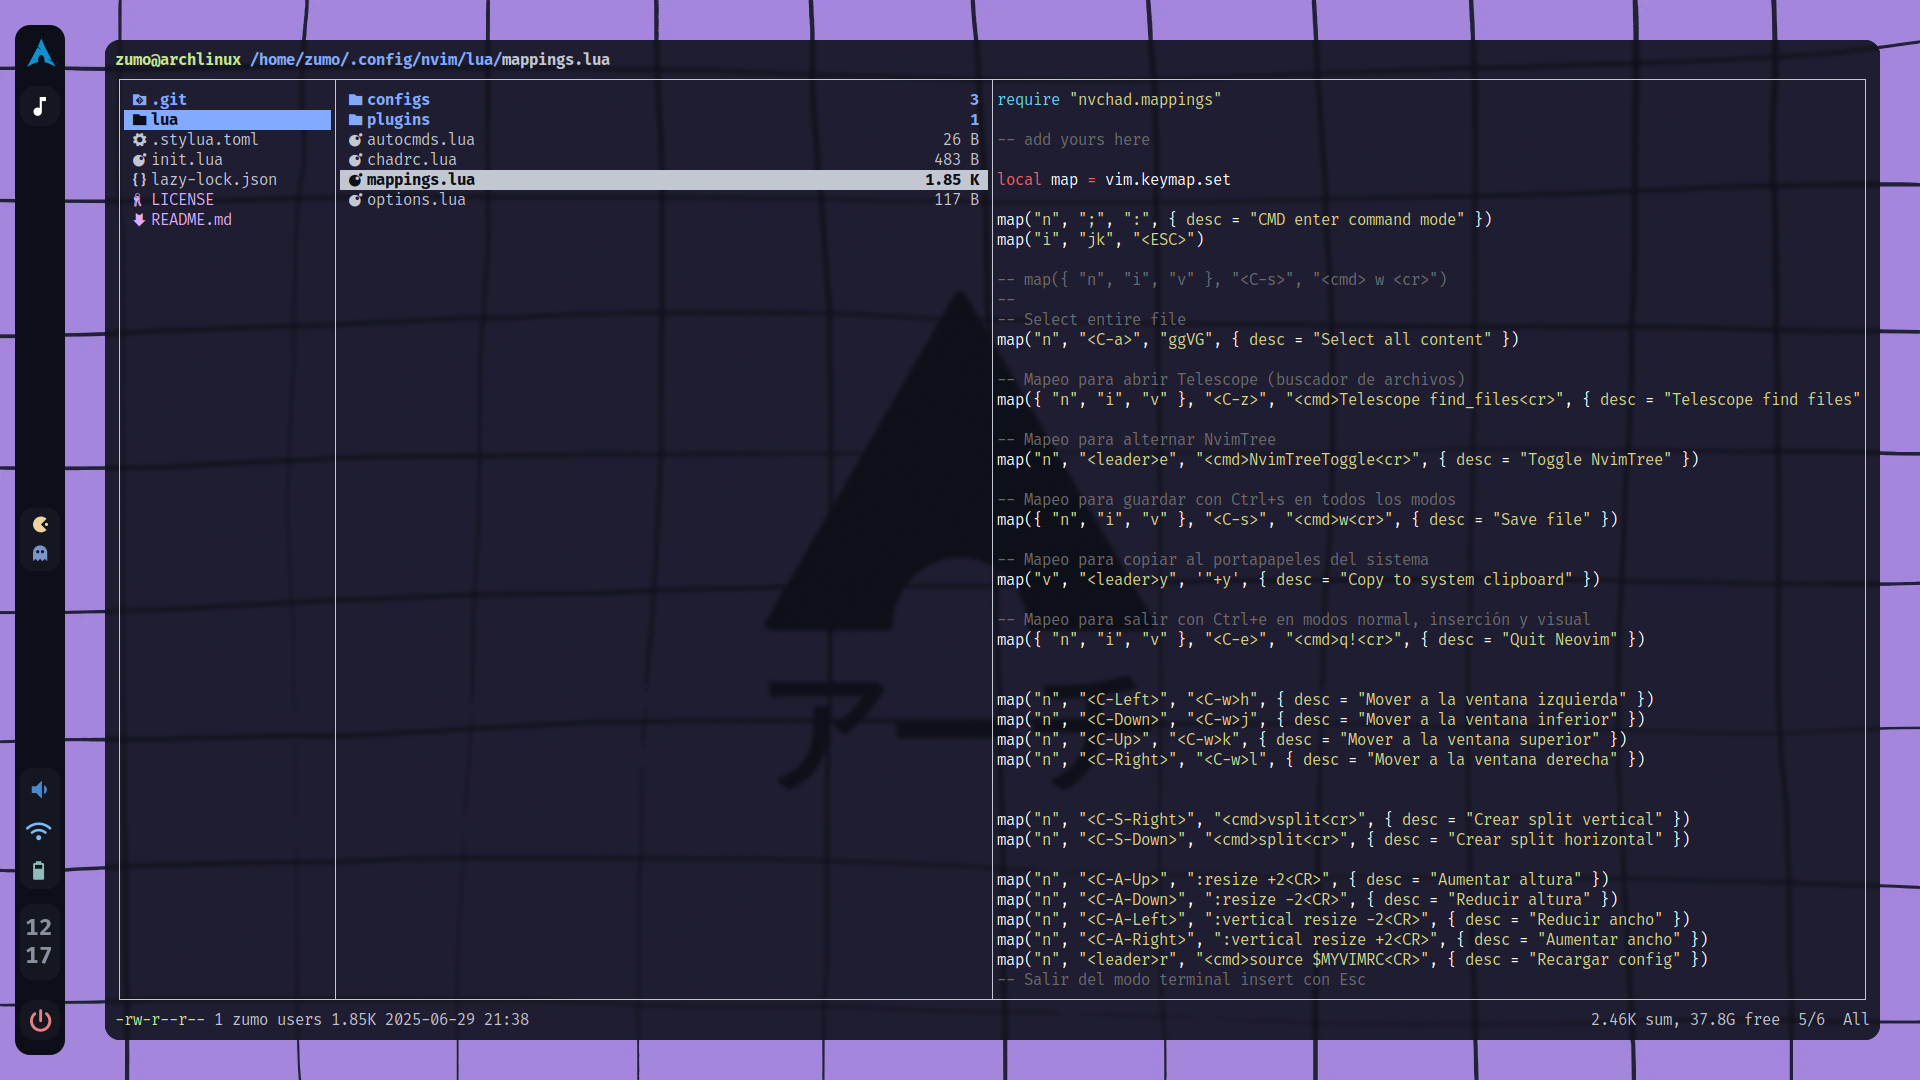 zumo@archlinux /home/zumo/.config/nvim/lua/mappings.lua
.git
lua
.stylua.toml
init.lua
lazy-lock.json
LICENSE
README.md
configs 3
plugins 1
autocmds.lua 26 B
chadrc.lua 483 B
mappings.lua 1.85 K
options.lua 117 B
require "nvchad.mappings"
-- add yours here
local map = vim.keymap.set
map("n", ";", ":", { desc = "CMD enter command mode" })
map("i", "jk", "<ESC>")
-- map({ "n", "i", "v" }, "<C-s>", "<cmd> w <cr>")
--
-- Select entire file
map("n", "<C-a>", "ggVG", { desc = "Select all content" })
-- Mapeo para abrir Telescope (buscador de archivos)
map({ "n", "i", "v" }, "<C-z>", "<cmd>Telescope find_files<cr>", { desc = "Telescope find files"
-- Mapeo para alternar NvimTree
map("n", "<leader>e", "<cmd>NvimTreeToggle<cr>", { desc = "Toggle NvimTree" })
-- Mapeo para guardar con Ctrl+s en todos los modos
map({ "n", "i", "v" }, "<C-s>", "<cmd>w<cr>", { desc = "Save file" })
-- Mapeo para copiar al portapapeles del sistema
map("v", "<leader>y", '"+y', { desc = "Copy to system clipboard" })
-- Mapeo para salir con Ctrl+e en modos normal, inserción y visual
map({ "n", "i", "v" }, "<C-e>", "<cmd>q!<cr>", { desc = "Quit Neovim" })
map("n", "<C-Left>", "<C-w>h", { desc = "Mover a la ventana izquierda" })
map("n", "<C-Down>", "<C-w>j", { desc = "Mover a la ventana inferior" })
map("n", "<C-Up>", "<C-w>k", { desc = "Mover a la ventana superior" })
map("n", "<C-Right>", "<C-w>l", { desc = "Mover a la ventana derecha" })
map("n", "<C-S-Right>", "<cmd>vsplit<cr>", { desc = "Crear split vertical" })
map("n", "<C-S-Down>", "<cmd>split<cr>", { desc = "Crear split horizontal" })
map("n", "<C-A-Up>", ":resize +2<CR>", { desc = "Aumentar altura" })
map("n", "<C-A-Down>", ":resize -2<CR>", { desc = "Reducir altura" })
map("n", "<C-A-Left>", ":vertical resize -2<CR>", { desc = "Reducir ancho" })
map("n", "<C-A-Right>", ":vertical resize +2<CR>", { desc = "Aumentar ancho" })
map("n", "<leader>r", "<cmd>source $MYVIMRC<CR>", { desc = "Recargar config" })
-- Salir del modo terminal insert con Esc
アーチ
12
17
-rw-r--r-- 1 zumo users 1.85K 2025-06-29 21:38
2.46K sum, 37.8G free 5/6 All